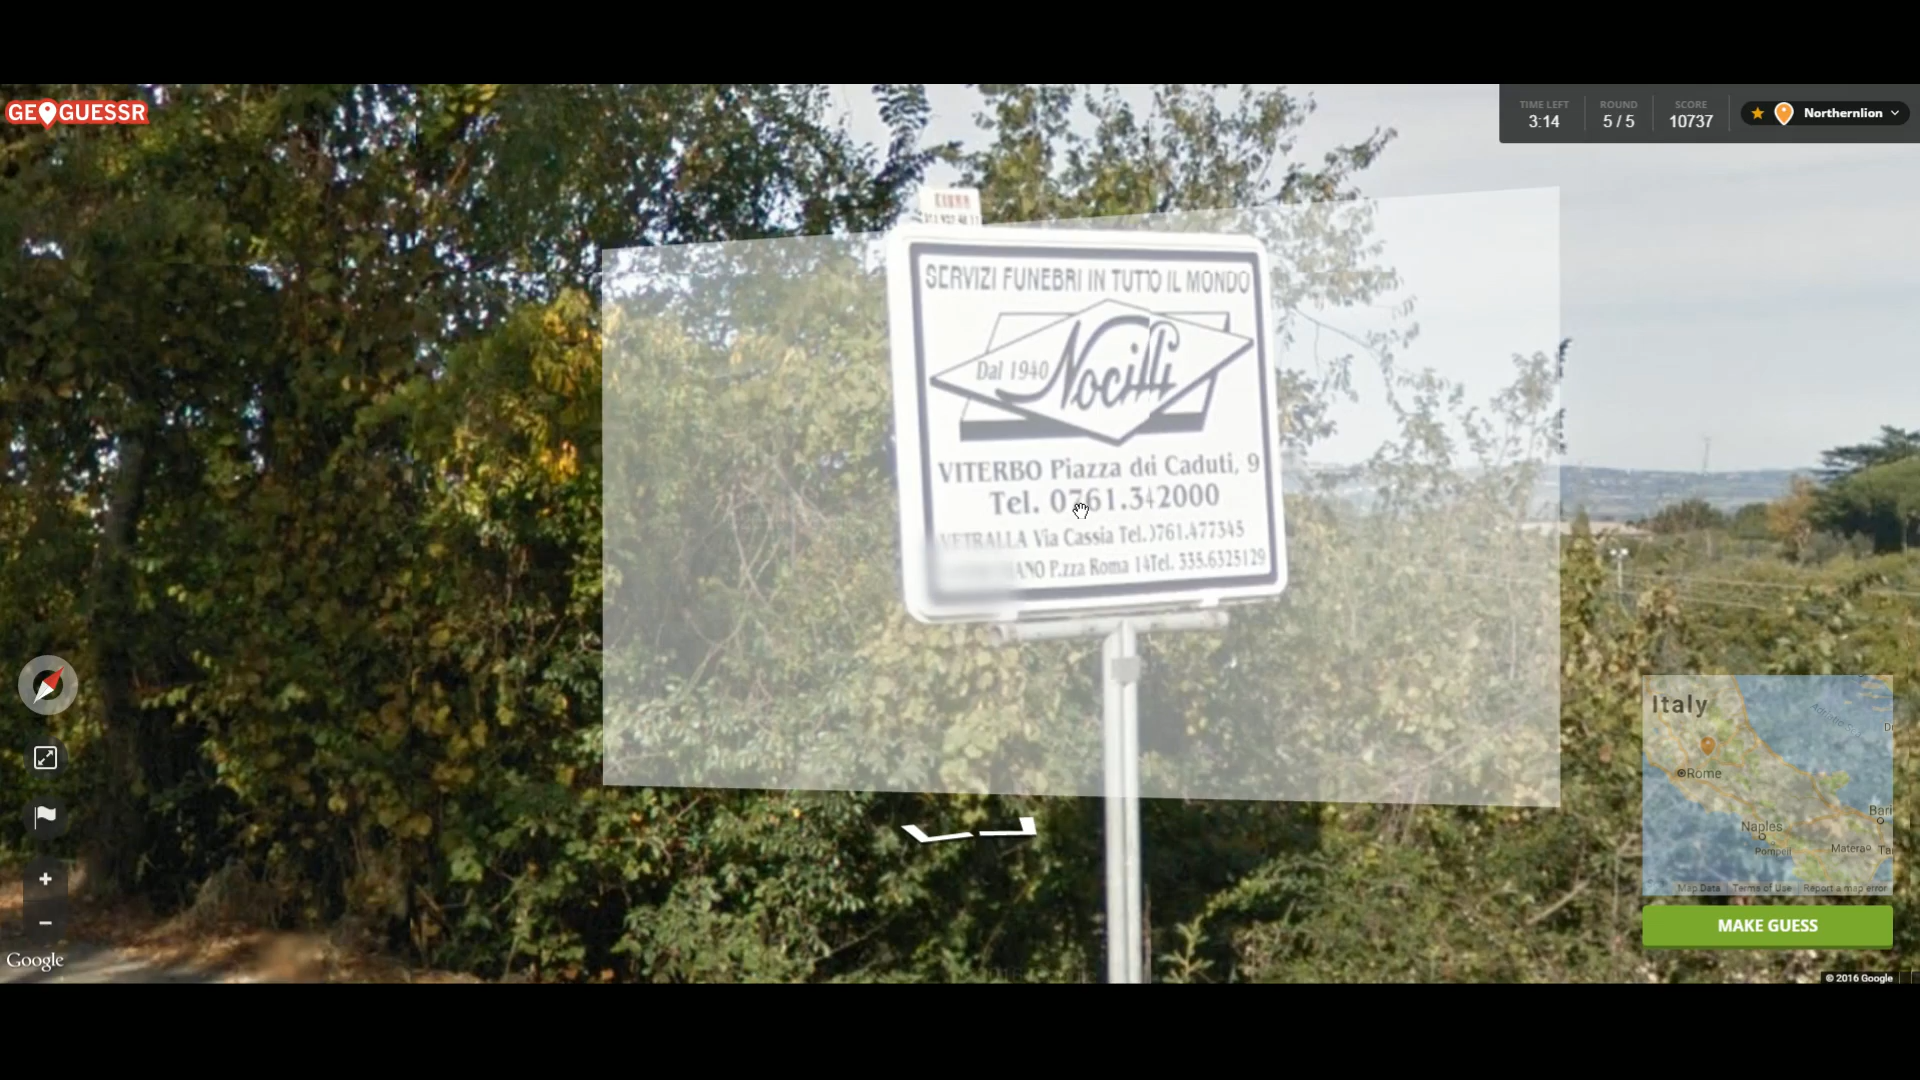 GEOGUESSR
TIME LEFT
3:14
ROUND
5 / 5
SCORE
10737
Northernlion
SERVIZI FUNEBRI IN TUTTO IL MONDO
Dal 1940 Nocilli
VITERBO Piazza dei Caduti, 9
Tel. 0761.342000
VETRALLA Via Cassia Tel. 0761.477345
ANO P.zza Roma 14 Tel. 335.6325129
Italy
Adriatic
Rome
Naples
Bari
Pompeii
Matera
Ta
Map Data
Terms of Use
Report a map error
MAKE GUESS
Google
© 2016 Google